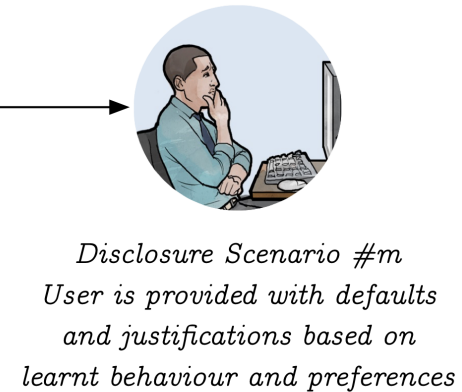 Disclosure Scenario #m
User is provided with defaults
and justifications based on
learnt behaviour and preferences